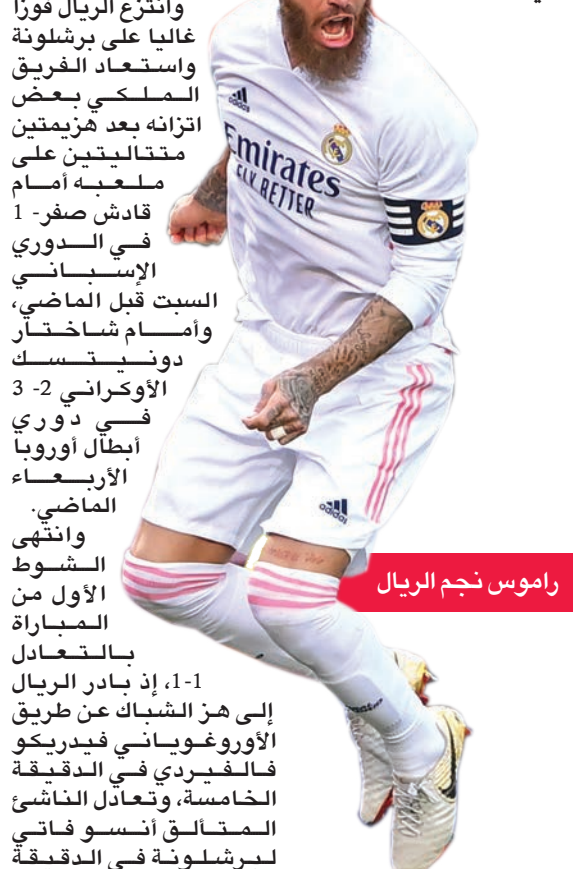 وانتزع الريال فوزا
غاليا على برشلونة
واستعاد الفريق
الملكي بعض
اتزانه بعد هزيمتين
متتاليتين على
ملعبه أمام
قادش صفر- 1
في الدوري
الإسباني
السبت قبل الماضي،
وأمام شاختار
دونيتسك
الأوكراني 2- 3
في دوري
أبطال أوروبا
الأربعاء
الماضي.
وانتهى
الشوط
الأول من
المباراة
بالتعادل
1-1، إذ بادر الريال
إلى هز الشباك عن طريق
الأوروغوياني فيدريكو
فالفيردي في الدقيقة
الخامسة، وتعادل الناشئ
المتألق أنسو فاتي
لبرشلونة في الدقيقة
adidas
Emirates
FLY BETTER
adidas
راموس نجم الريال